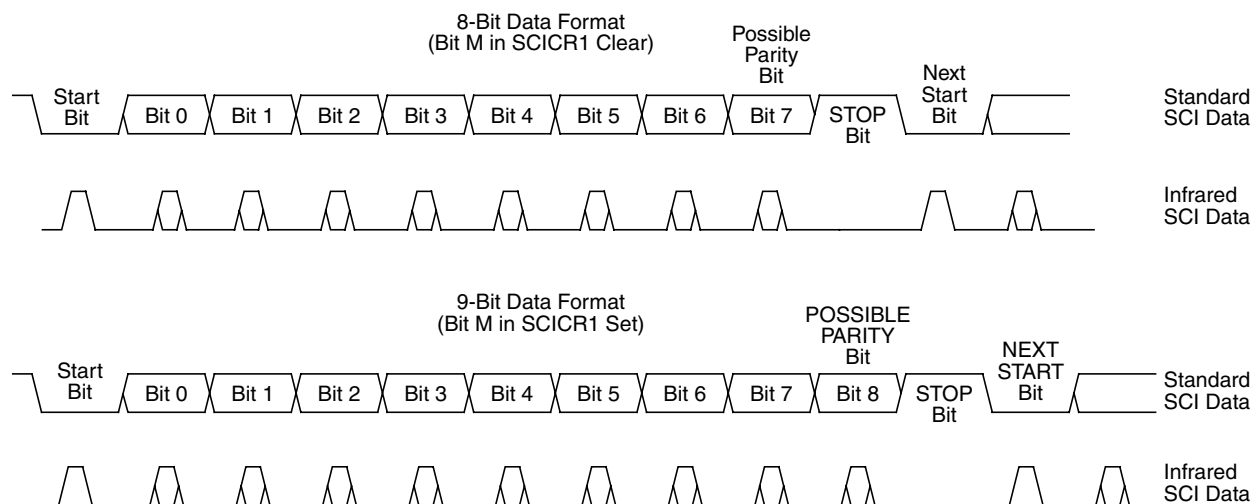 8-Bit Data Format
(Bit M in SCICR1 Clear)
Possible
Parity
Bit
Start
Bit
Bit 0
Bit 1
Bit 2
Bit 3
Bit 4
Bit 5
Bit 6
Bit 7
STOP
Bit
Next
Start
Bit
Standard
SCI Data
Infrared
SCI Data
9-Bit Data Format
(Bit M in SCICR1 Set)
POSSIBLE
PARITY
Bit
Start
Bit
Bit 0
Bit 1
Bit 2
Bit 3
Bit 4
Bit 5
Bit 6
Bit 7
Bit 8
STOP
Bit
NEXT
START
Bit
Standard
SCI Data
Infrared
SCI Data